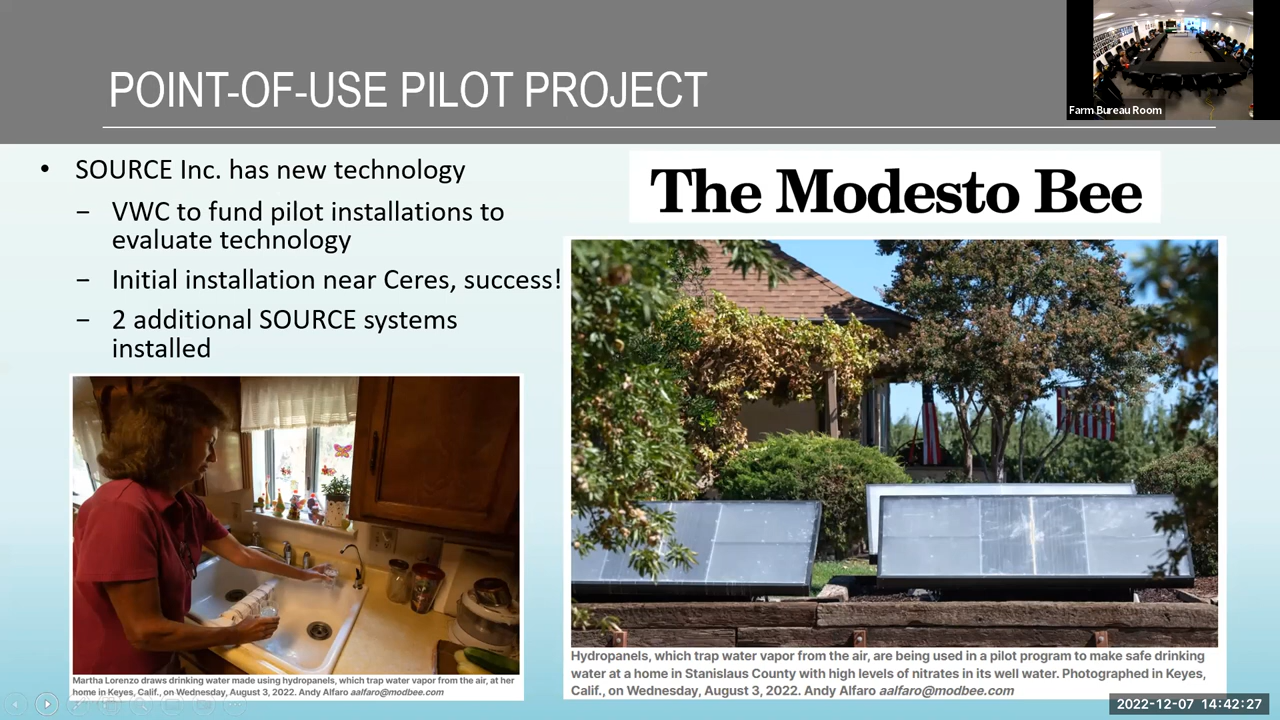 POINT-OF-USE PILOT PROJECT
Farm Bureau Room
• SOURCE Inc. has new technology
– VWC to fund pilot installations to
evaluate technology
– Initial installation near Ceres, success!
– 2 additional SOURCE systems
installed
The Modesto Bee
Martha Lorenzo draws drinking water made using hydropanels, which trap water vapor from the air, at her
home in Keyes, Calif., on Wednesday, August 3, 2022. Andy Alfaro aalfaro@modbee.com
Hydropanels, which trap water vapor from the air, are being used in a pilot program to make safe drinking
water at a home in Stanislaus County with high levels of nitrates in its well water. Photographed in Keyes,
Calif., on Wednesday, August 3, 2022. Andy Alfaro aalfaro@modbee.com
2022-12-07 14:42:27